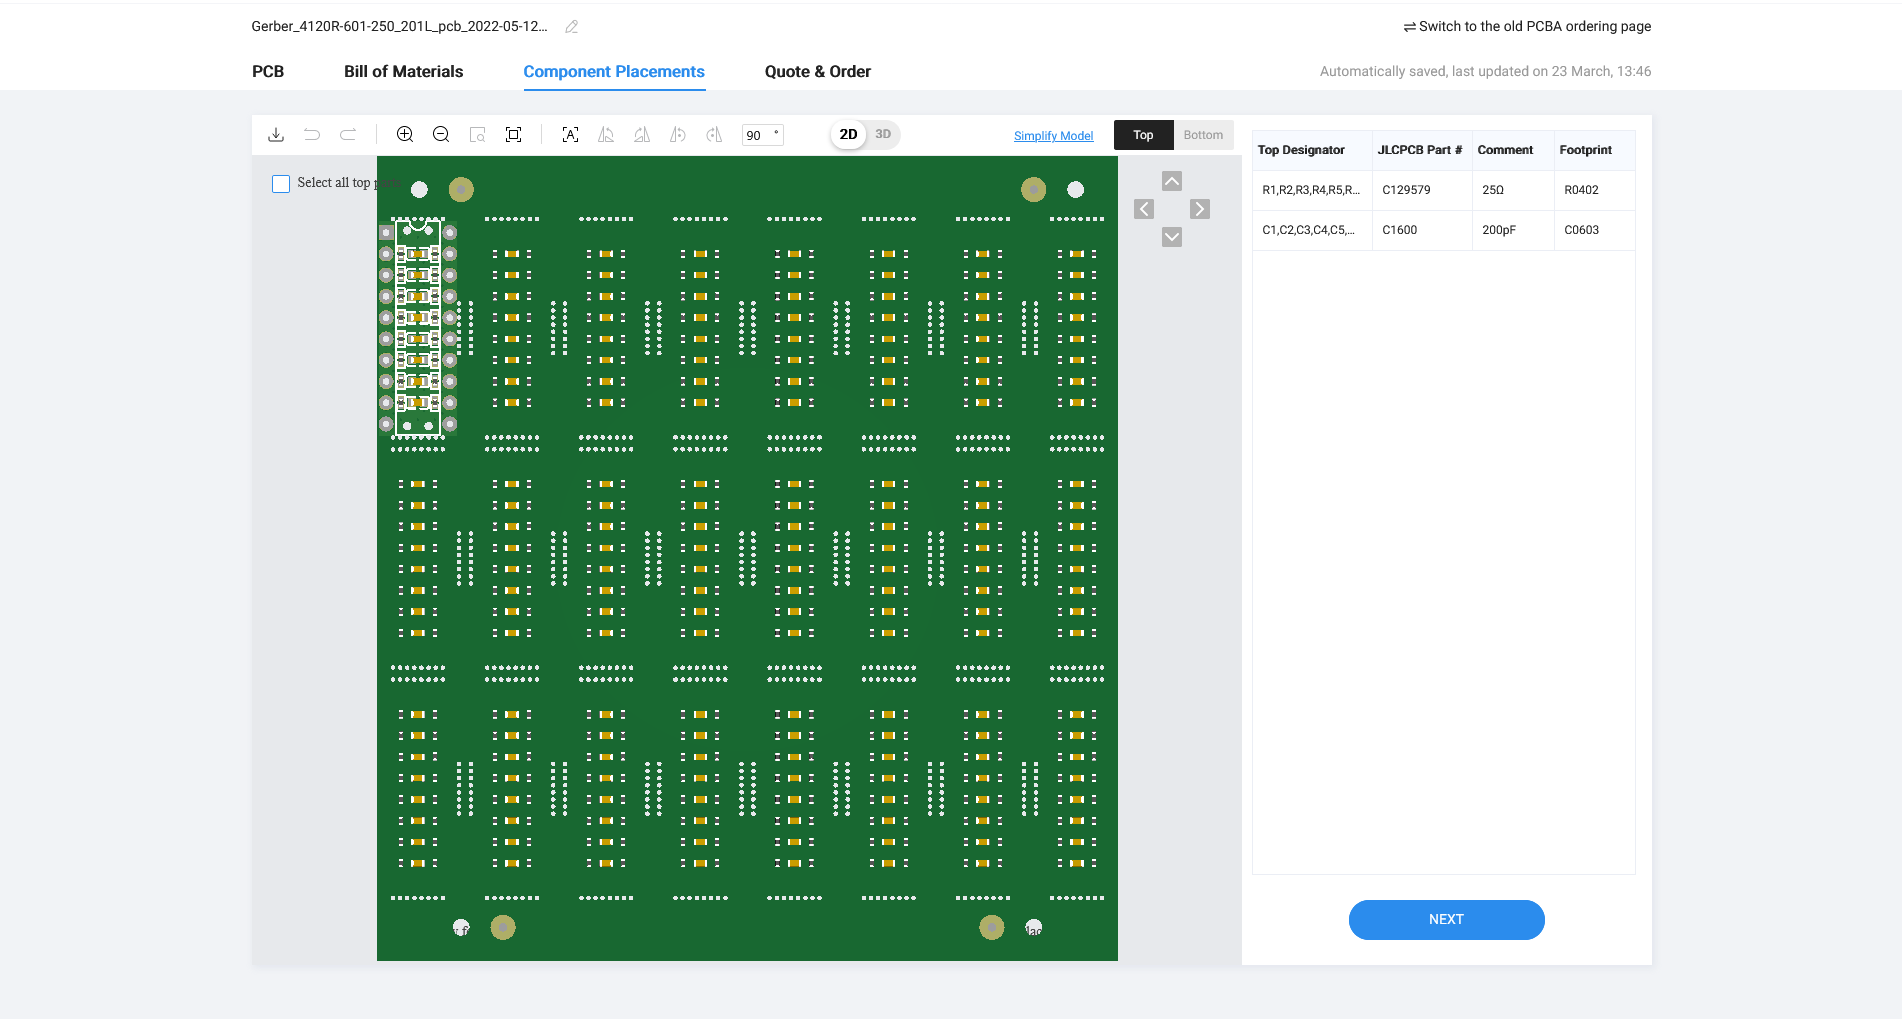 Gerber_4120R-601-250_201L_pcb_2022-05-12...
⇌ Switch to the old PCBA ordering page
PCB
Bill of Materials
Component Placements
Quote & Order
Automatically saved, last updated on 23 March, 13:46
90 °
2D
3D
Simplify Model
Top
Bottom
Select all top
Top Designator
JLCPCB Part #
Comment
Footprint
R1,R2,R3,R4,R5,R...
C129579
25Ω
R0402
C1,C2,C3,C4,C5,...
C1600
200pF
C0603
NEXT